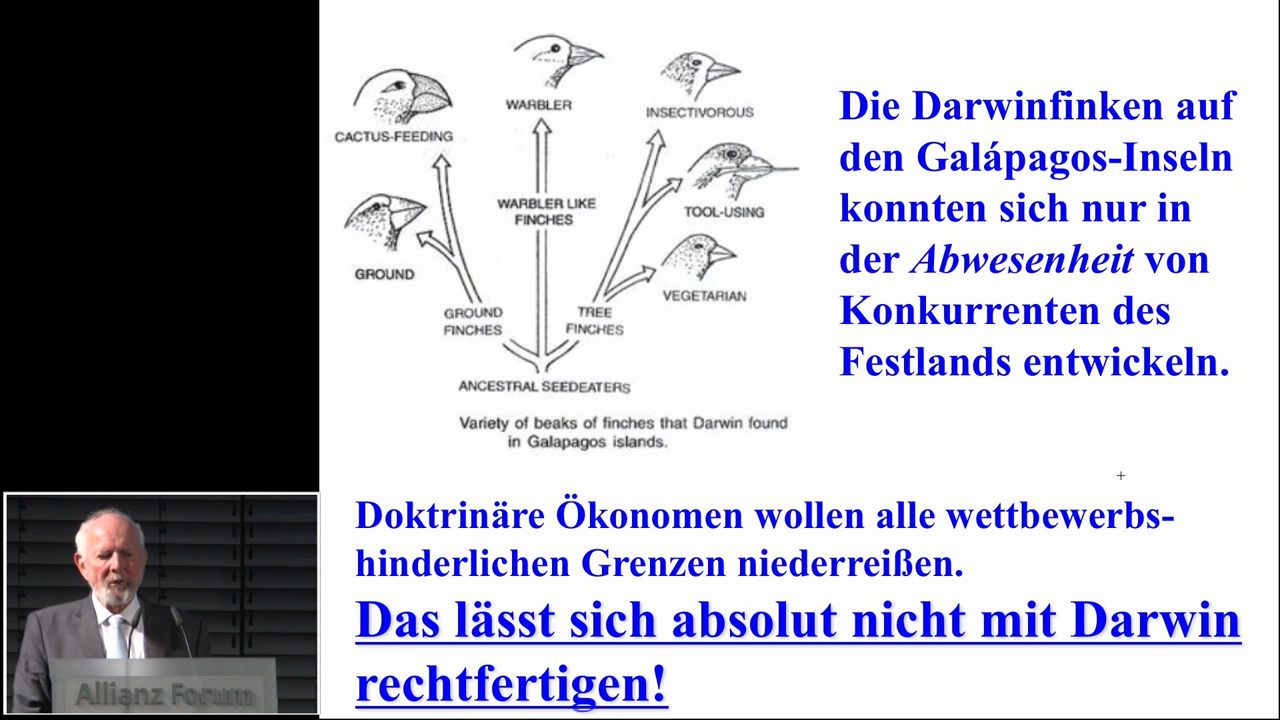 WARBLER
INSECTIVOROUS
CACTUS-FEEDING
WARBLER LIKE
FINCHES
TOOL-USING
GROUND
VEGETARIAN
GROUND
FINCHES
TREE
FINCHES
ANCESTRAL SEEDEATERS
Variety of beaks of finches that Darwin found
in Galapagos islands.
Die Darwinfinken auf
den Galápagos-Inseln
konnten sich nur in
der Abwesenheit von
Konkurrenten des
Festlands entwickeln.
Doktrinäre Ökonomen wollen alle wettbewerbs-
hinderlichen Grenzen niederreißen.
Das lässt sich absolut nicht mit Darwin
rechtfertigen!
Allianz Forum